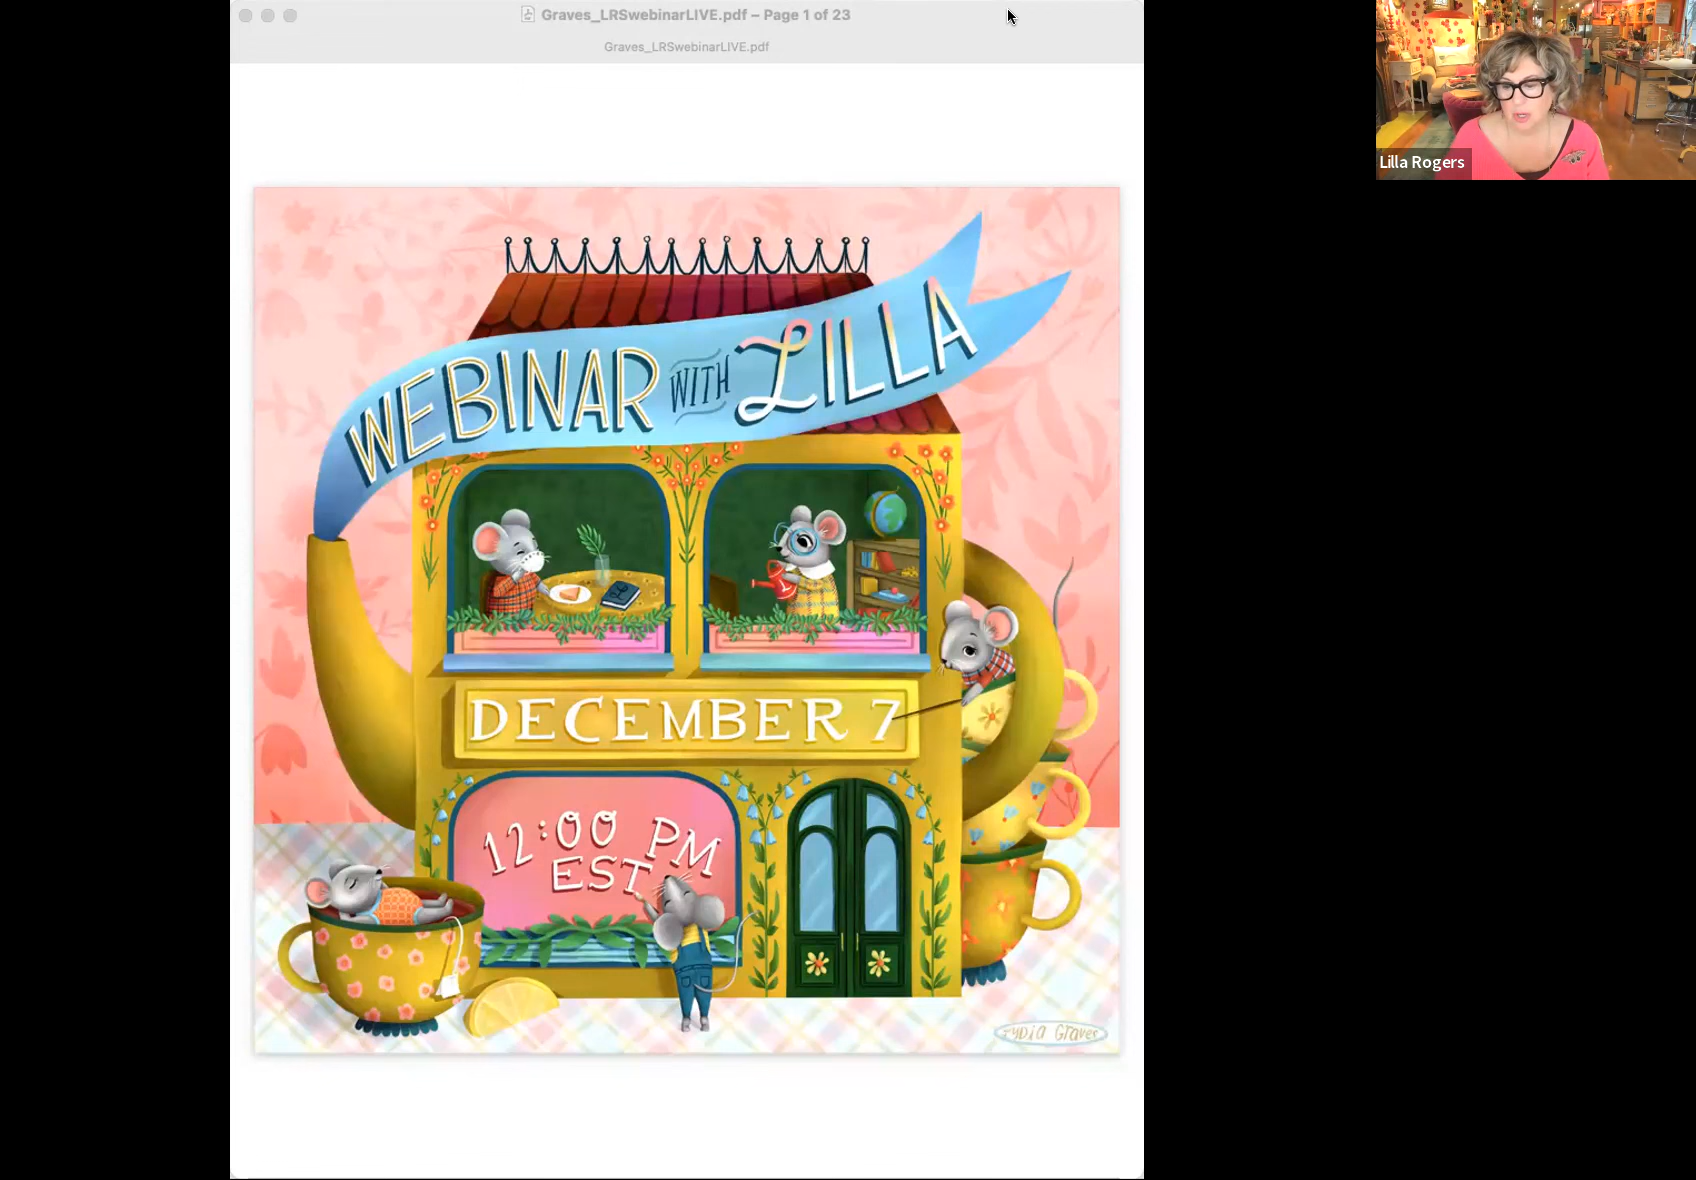 Graves_LRSwebinarLIVE.pdf – Page 1 of 23
Graves_LRSwebinarLIVE.pdf
Lilla Rogers
WEBINAR WITH LILLA
DECEMBER 7
12:00 PM
EST
LYDIA Graves